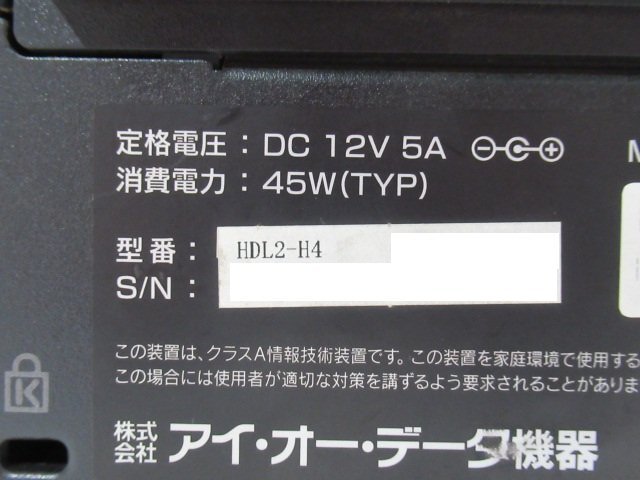 定格電圧：DC 12V 5A
消費電力：45W(TYP)
型番：HDL2-H4
S/N：
この装置は、クラスA情報技術装置です。この装置を家庭環境で使用する
この場合には使用者が適切な対策を講ずるよう要求されることがありま
株式会社 アイ・オー・データ機器